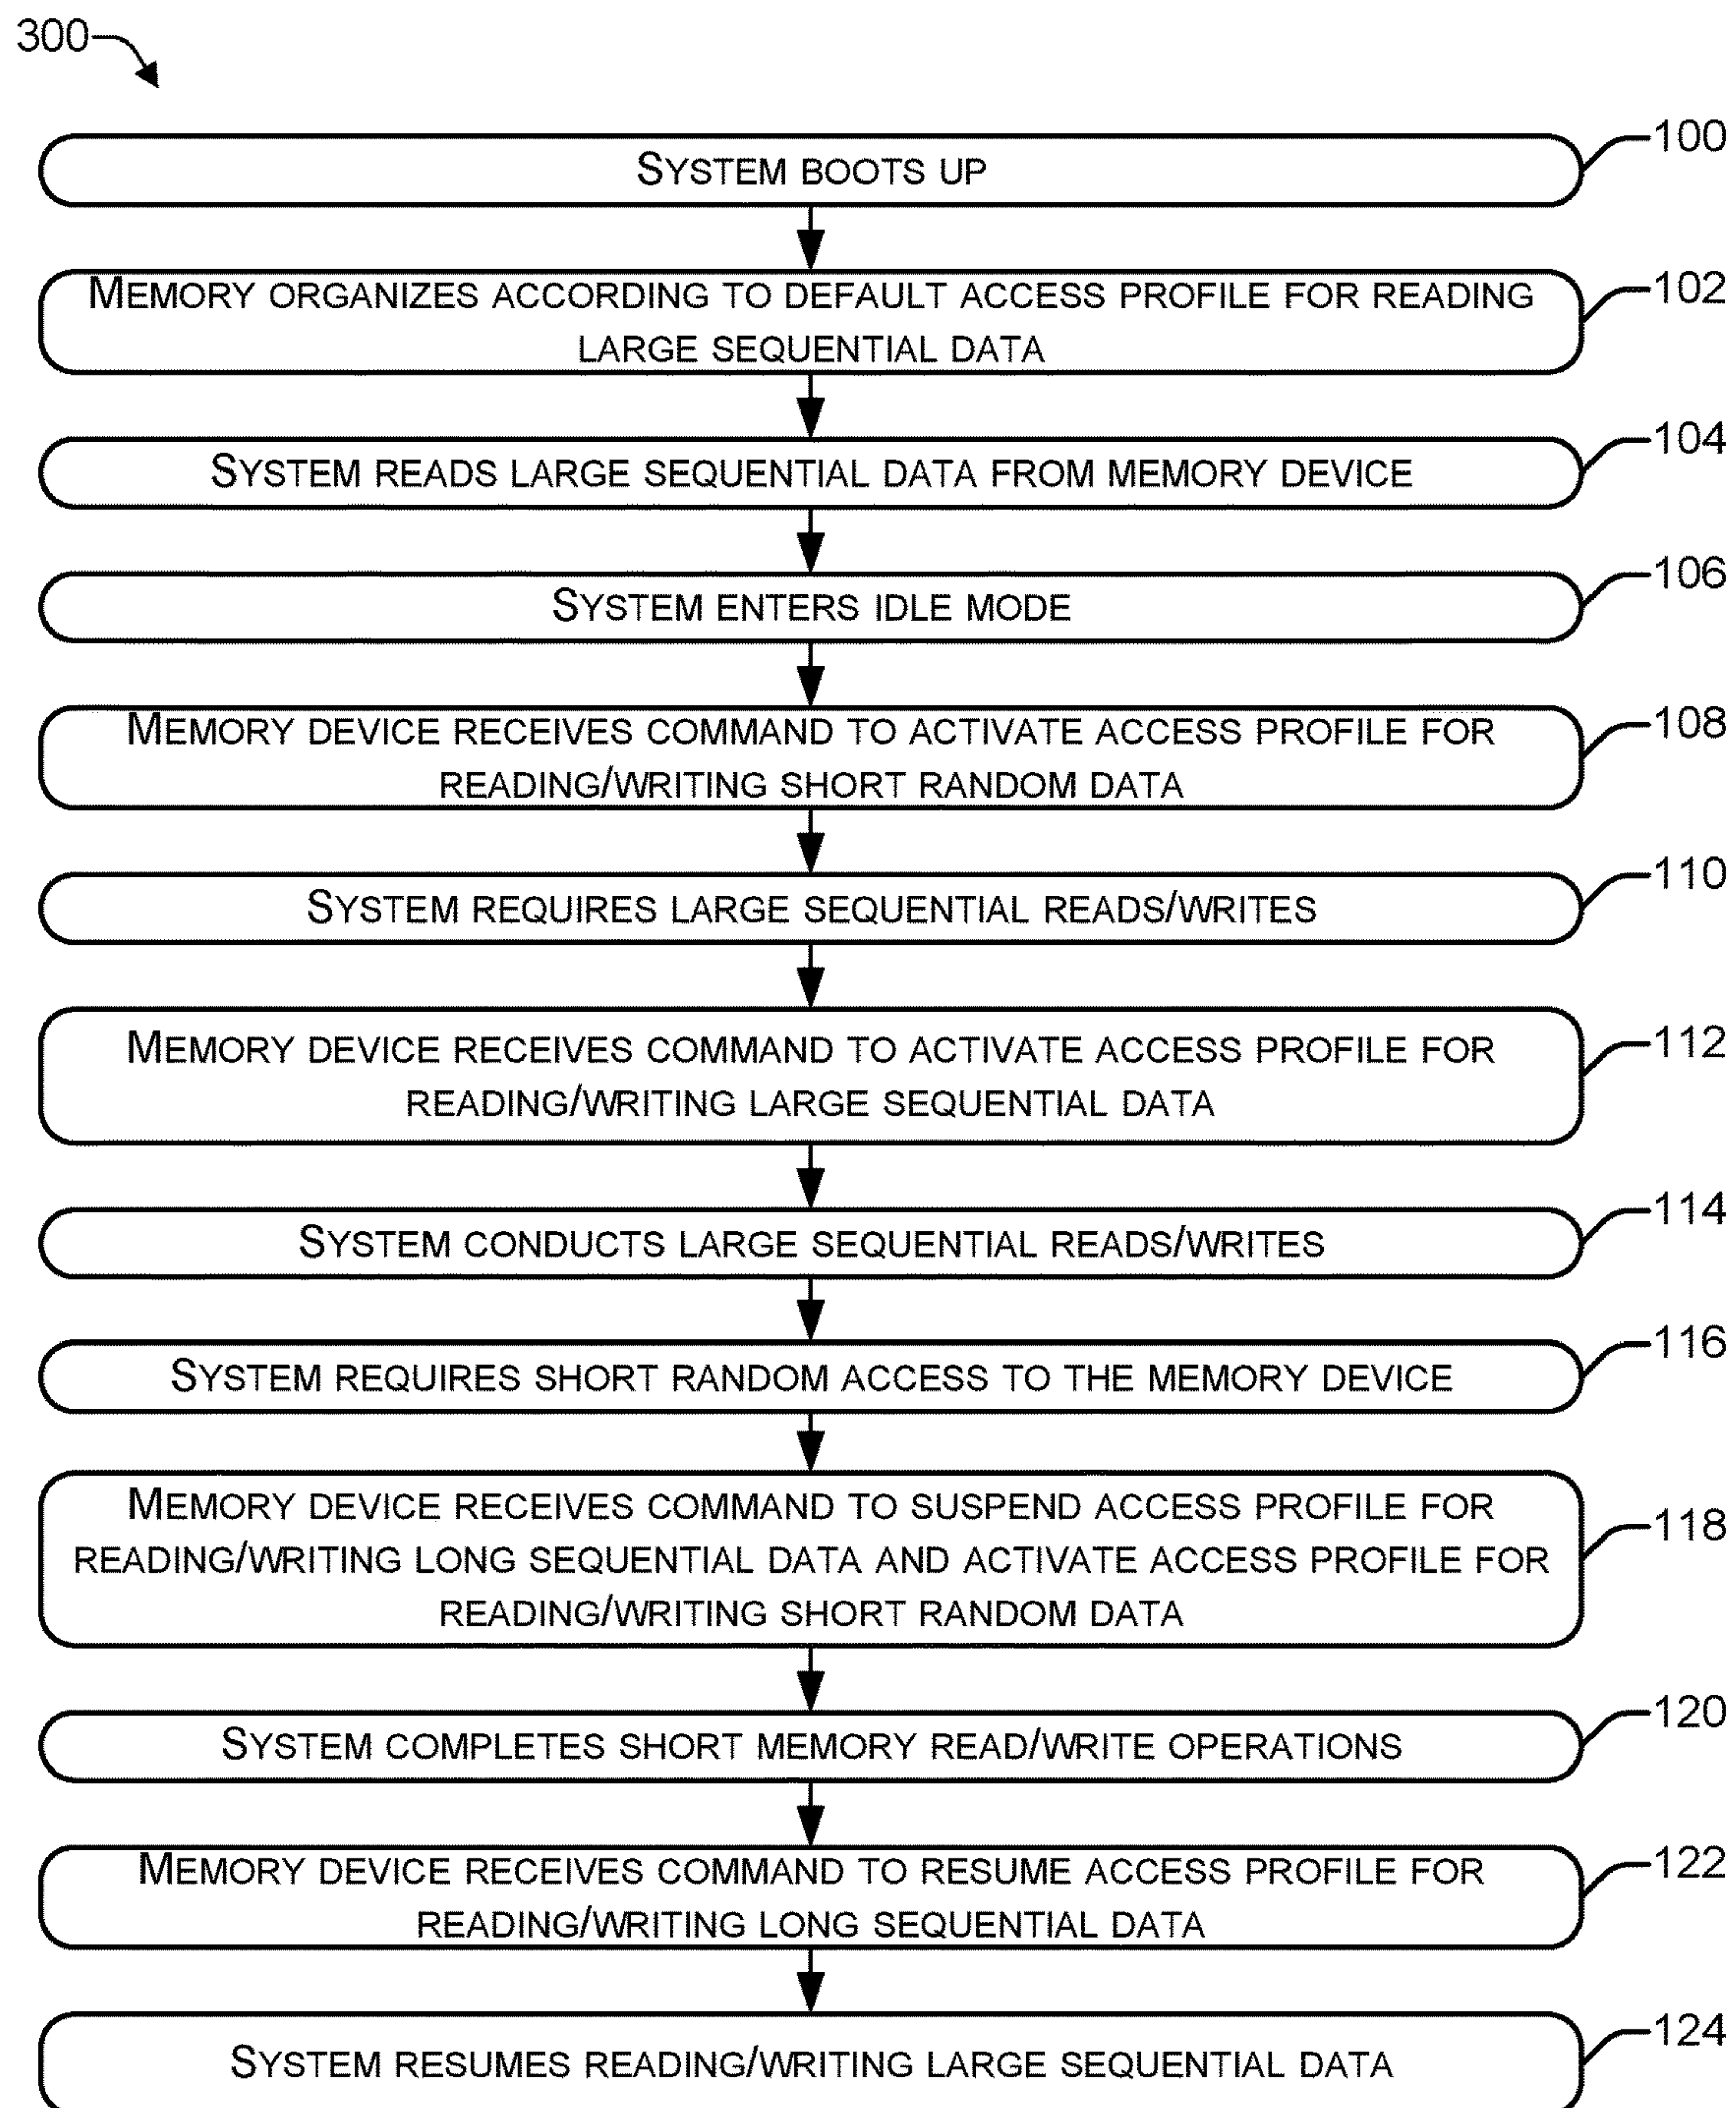 300
100
SYSTEM BOOTS UP
102
MEMORY ORGANIZES ACCORDING TO DEFAULT ACCESS PROFILE FOR READING
LARGE SEQUENTIAL DATA
104
SYSTEM READS LARGE SEQUENTIAL DATA FROM MEMORY DEVICE
106
SYSTEM ENTERS IDLE MODE
108
MEMORY DEVICE RECEIVES COMMAND TO ACTIVATE ACCESS PROFILE FOR
READING/WRITING SHORT RANDOM DATA
110
SYSTEM REQUIRES LARGE SEQUENTIAL READS/WRITES
112
MEMORY DEVICE RECEIVES COMMAND TO ACTIVATE ACCESS PROFILE FOR
READING/WRITING LARGE SEQUENTIAL DATA
114
SYSTEM CONDUCTS LARGE SEQUENTIAL READS/WRITES
116
SYSTEM REQUIRES SHORT RANDOM ACCESS TO THE MEMORY DEVICE
118
MEMORY DEVICE RECEIVES COMMAND TO SUSPEND ACCESS PROFILE FOR
READING/WRITING LONG SEQUENTIAL DATA AND ACTIVATE ACCESS PROFILE FOR
READING/WRITING SHORT RANDOM DATA
120
SYSTEM COMPLETES SHORT MEMORY READ/WRITE OPERATIONS
122
MEMORY DEVICE RECEIVES COMMAND TO RESUME ACCESS PROFILE FOR
READING/WRITING LONG SEQUENTIAL DATA
124
SYSTEM RESUMES READING/WRITING LARGE SEQUENTIAL DATA